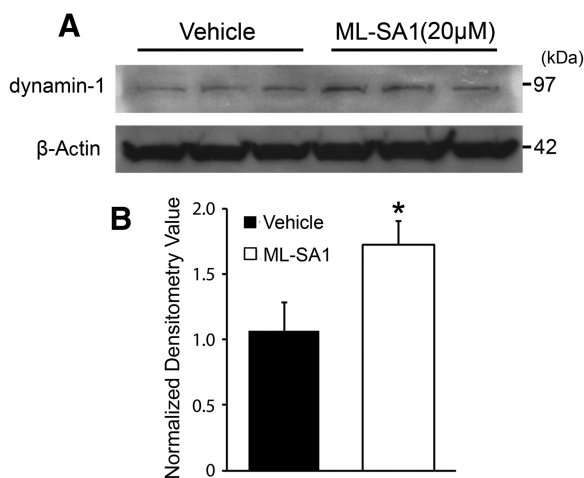 A
Vehicle
ML-SA1(20μM)
(kDa)
dynamin-1
97
β-Actin
42
B
Normalized Densitometry Value
2.0
1.5
1.0
0.5
0
Vehicle
ML-SA1
*